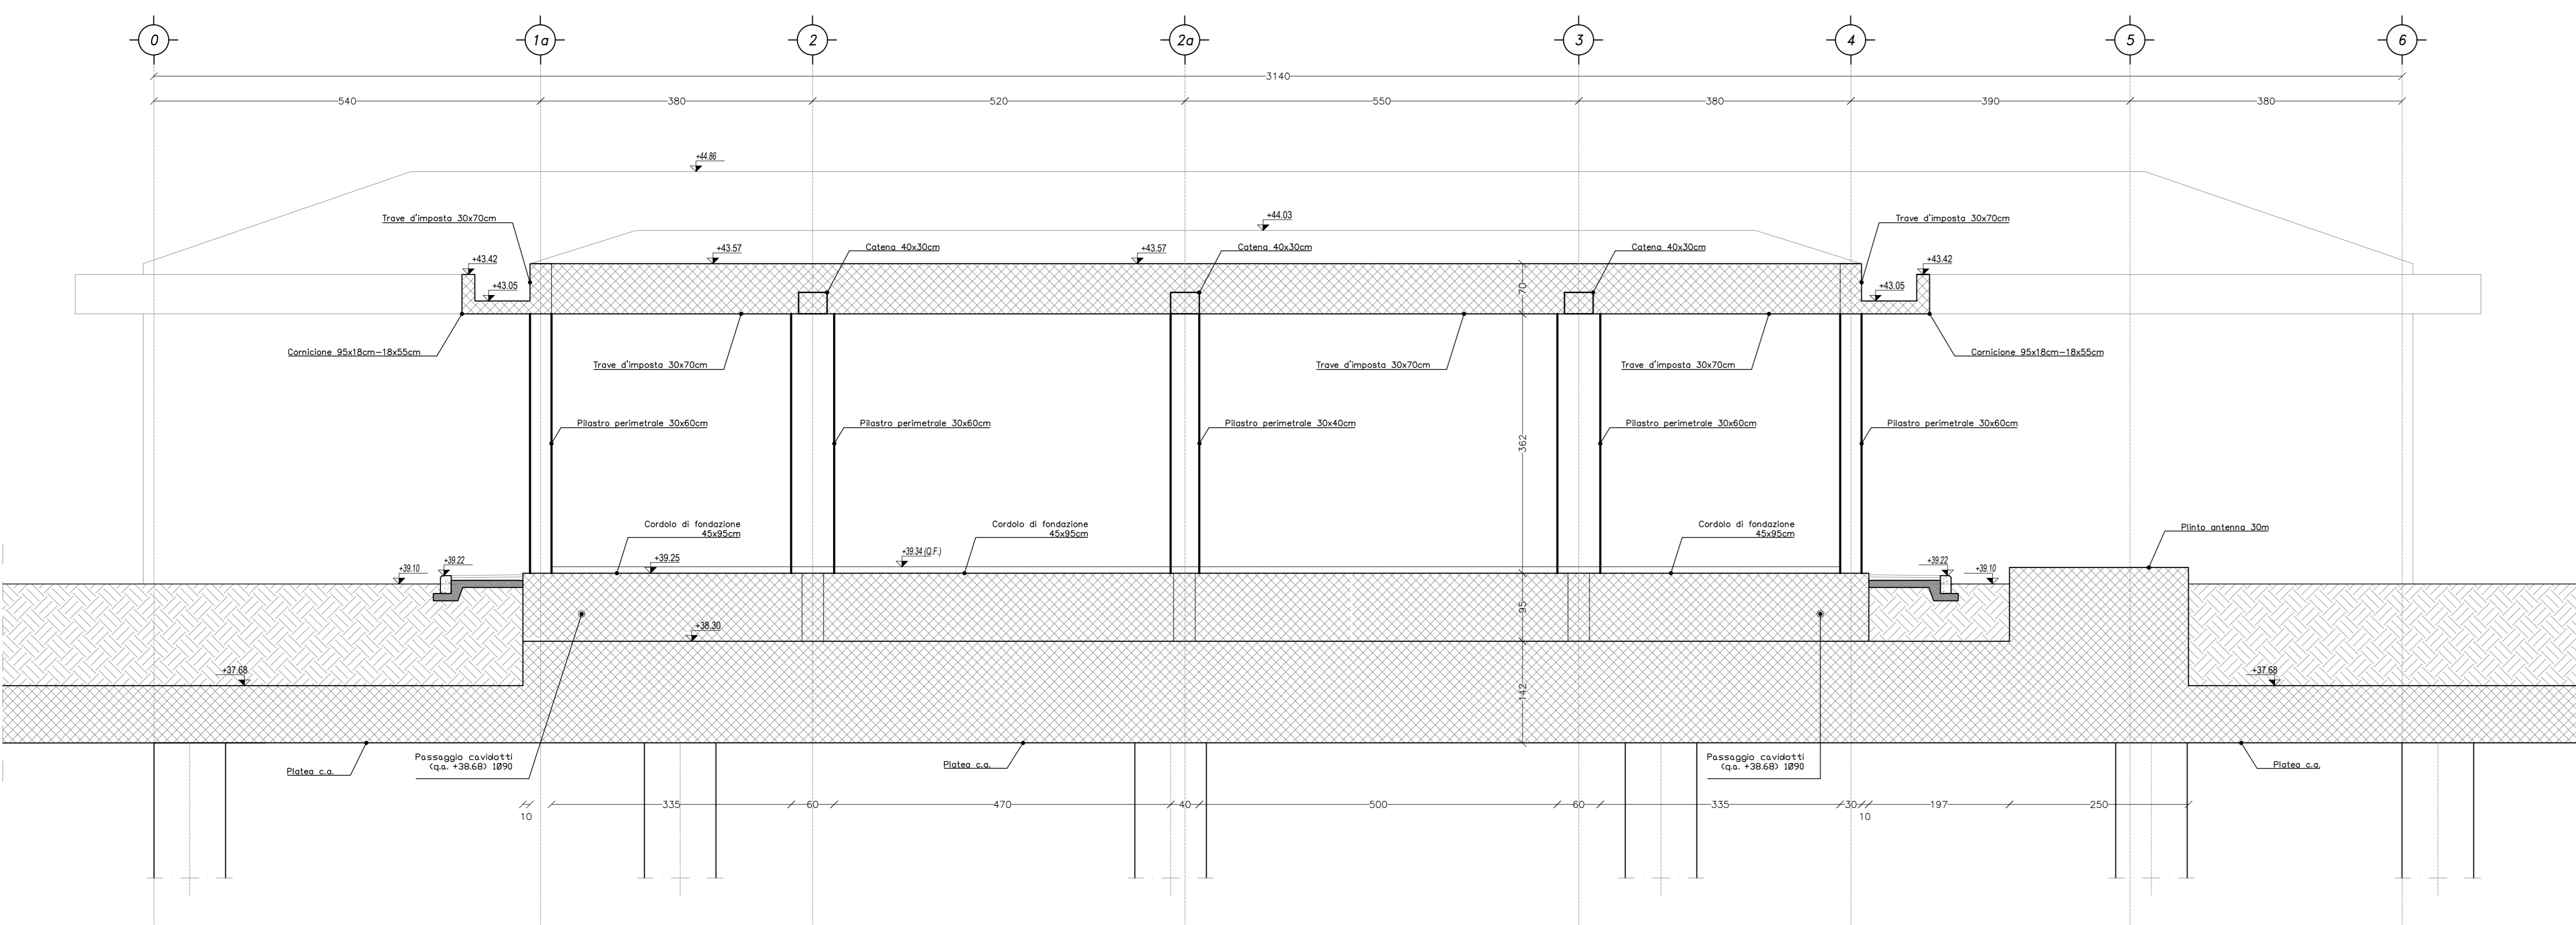 0 1a 2 2a 3 4 5 6
3140
540 380 520 550 380 390 380
+44.86
Trave d'imposta 30x70cm
+44.03
Trave d'imposta 30x70cm
+43.57
Catena 40x30cm
+43.57
Catena 40x30cm
Catena 40x30cm
+43.42
+43.42
+43.05
70
+43.05
Cornicione 95x18cm-18x55cm
Trave d'imposta 30x70cm
Trave d'imposta 30x70cm
Trave d'imposta 30x70cm
Cornicione 95x18cm-18x55cm
Pilastro perimetrale 30x60cm
Pilastro perimetrale 30x60cm
Pilastro perimetrale 30x40cm
Pilastro perimetrale 30x60cm
Pilastro perimetrale 30x60cm
362
Cordolo di fondazione
45x95cm
Cordolo di fondazione
45x95cm
Cordolo di fondazione
45x95cm
Plinto antenna 30m
+39.10
+39.22
+39.25
+39.34 (Q.F.)
+39.22
+39.10
95
+38.30
+37.68
142
+37.68
Platea c.a.
Passaggio cavidotti
(q.a. +38.68) 1Ø90
Platea c.a.
Passaggio cavidotti
(q.a. +38.68) 1Ø90
Platea c.a.
335 60 470 40 500 60 335 30 197 250
10 10